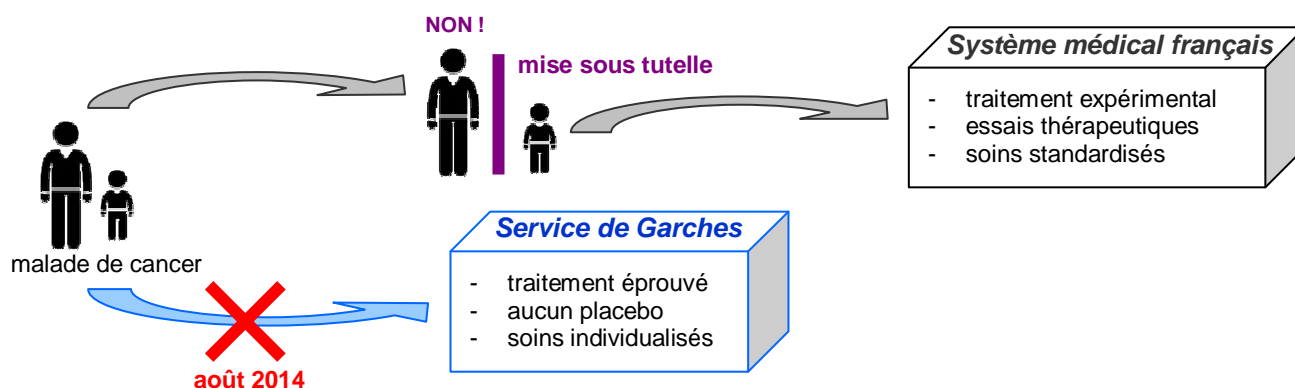 NON !
mise sous tutelle
Système médical français
- traitement expérimental
- essais thérapeutiques
- soins standardisés
malade de cancer
Service de Garches
- traitement éprouvé
- aucun placebo
- soins individualisés
août 2014